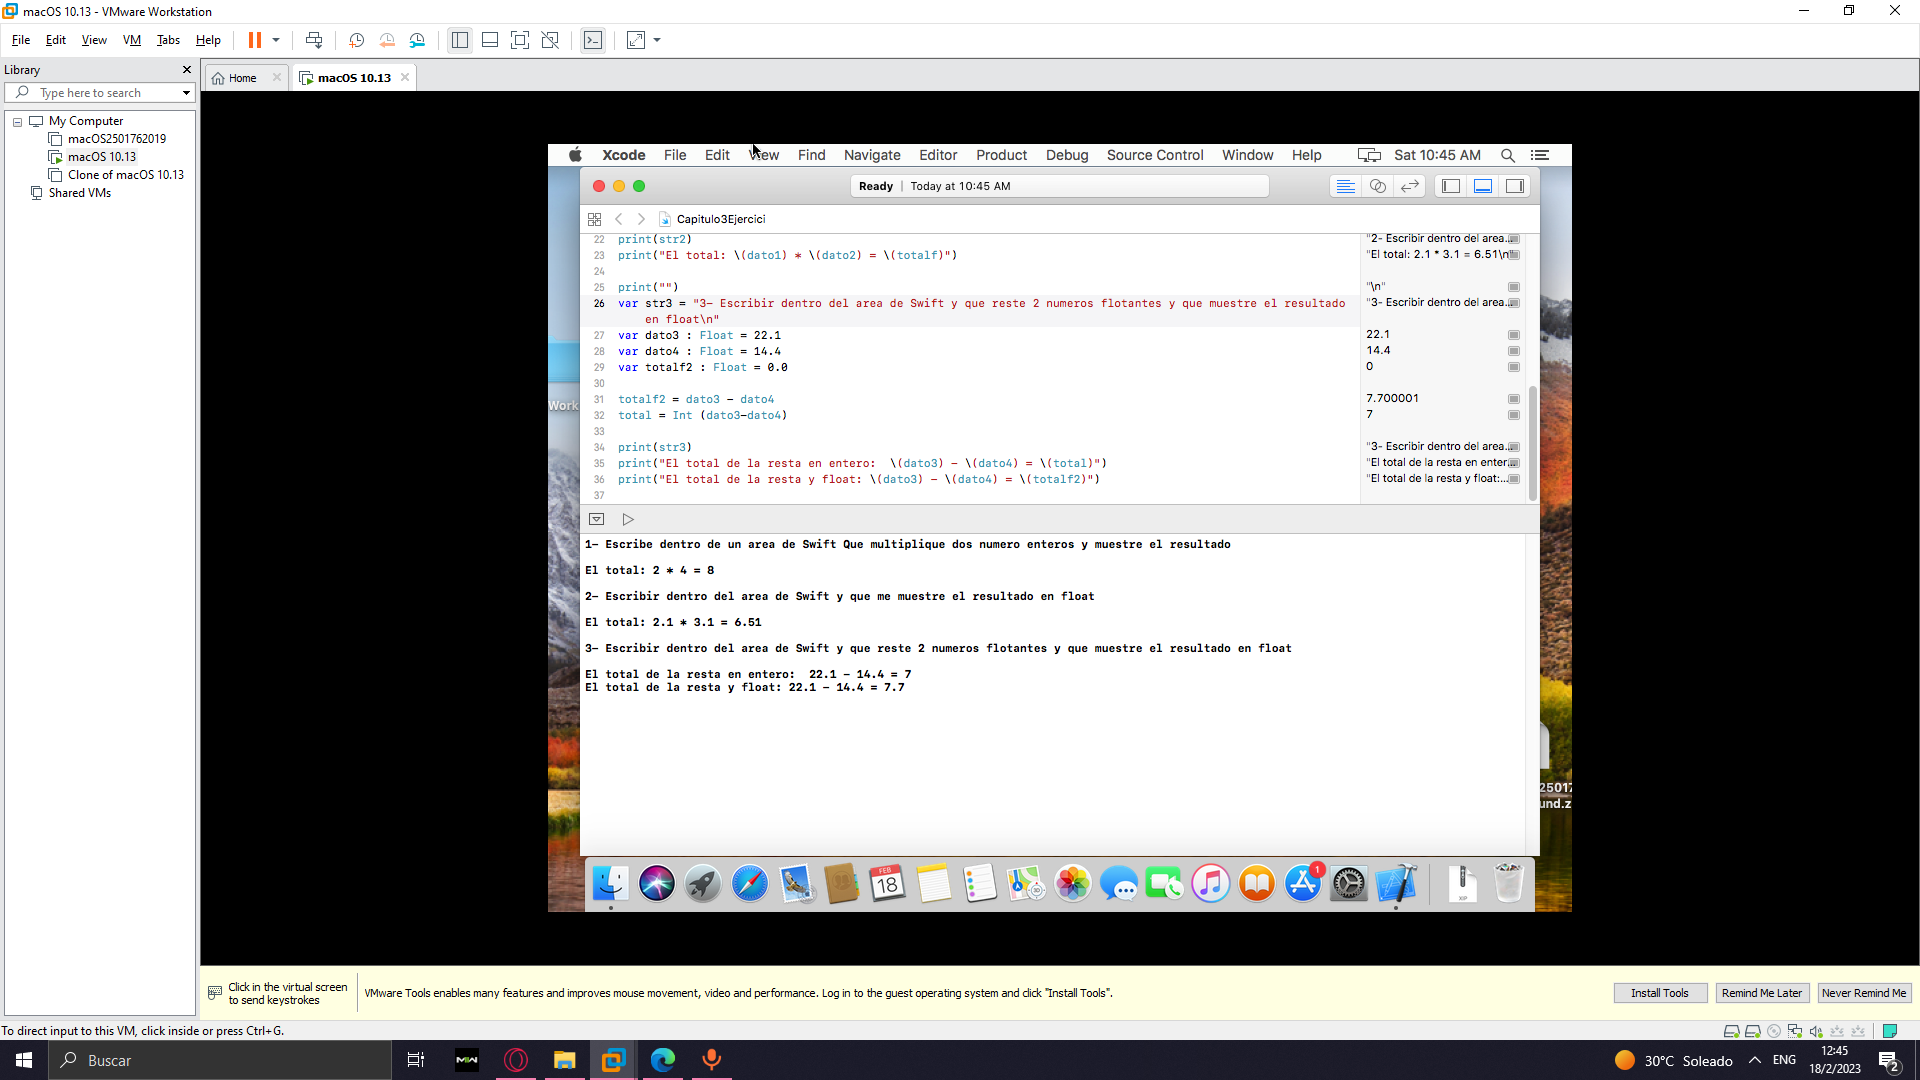 macOS 10.13 - VMware Workstation
File Edit View VM Tabs Help
Library
Type here to search
My Computer
macOS2501762019
macOS 10.13
Clone of macOS 10.13
Shared VMs
Home
macOS 10.13
Xcode File Edit View Find Navigate Editor Product Debug Source Control Window Help Sat 10:45 AM
Ready | Today at 10:45 AM
Capitulo3Ejercici
22 print(str2)
"2- Escribir dentro del area...
23 print("El total: \(dato1) * \(dato2) = \(totalf)")
"El total: 2.1 * 3.1 = 6.51\n"
24
25 print("")
"\n"
26 var str3 = "3- Escribir dentro del area de Swift y que reste 2 numeros flotantes y que muestre el resultado
"3- Escribir dentro del area...
en float\n"
27 var dato3 : Float = 22.1
22.1
28 var dato4 : Float = 14.4
14.4
29 var totalf2 : Float = 0.0
0
30
31 totalf2 = dato3 - dato4
7.700001
32 total = Int (dato3-dato4)
7
33
34 print(str3)
"3- Escribir dentro del area...
35 print("El total de la resta en entero:  \(dato3) - \(dato4) = \(total)")
"El total de la resta en enter...
36 print("El total de la resta y float: \(dato3) - \(dato4) = \(totalf2)")
"El total de la resta y float:...
37
1- Escribe dentro de un area de Swift Que multiplique dos numero enteros y muestre el resultado
El total: 2 * 4 = 8
2- Escribir dentro del area de Swift y que me muestre el resultado en float
El total: 2.1 * 3.1 = 6.51
3- Escribir dentro del area de Swift y que reste 2 numeros flotantes y que muestre el resultado en float
El total de la resta en entero:  22.1 - 14.4 = 7
El total de la resta y float: 22.1 - 14.4 = 7.7
Work
25017
und.z
FEB
18
1
ZIP
Click in the virtual screen
to send keystrokes
VMware Tools enables many features and improves mouse movement, video and performance. Log in to the guest operating system and click "Install Tools".
Install Tools
Remind Me Later
Never Remind Me
To direct input to this VM, click inside or press Ctrl+G.
Buscar
MW
30°C Soleado
ENG
12:45
18/2/2023
2